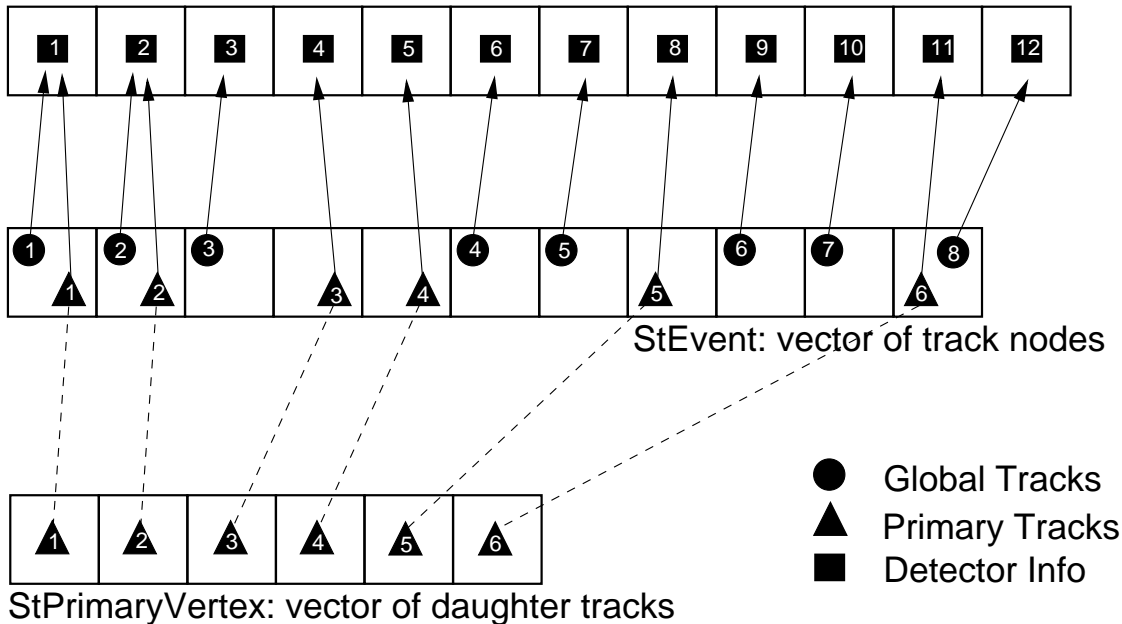 1 2 3 4 5 6 7 8 9 10 11 12
1 2 3 4 5 6 7 8
1 2 3 4 5 6
StEvent: vector of track nodes
1 2 3 4 5 6
StPrimaryVertex: vector of daughter tracks
Global Tracks
Primary Tracks
Detector Info